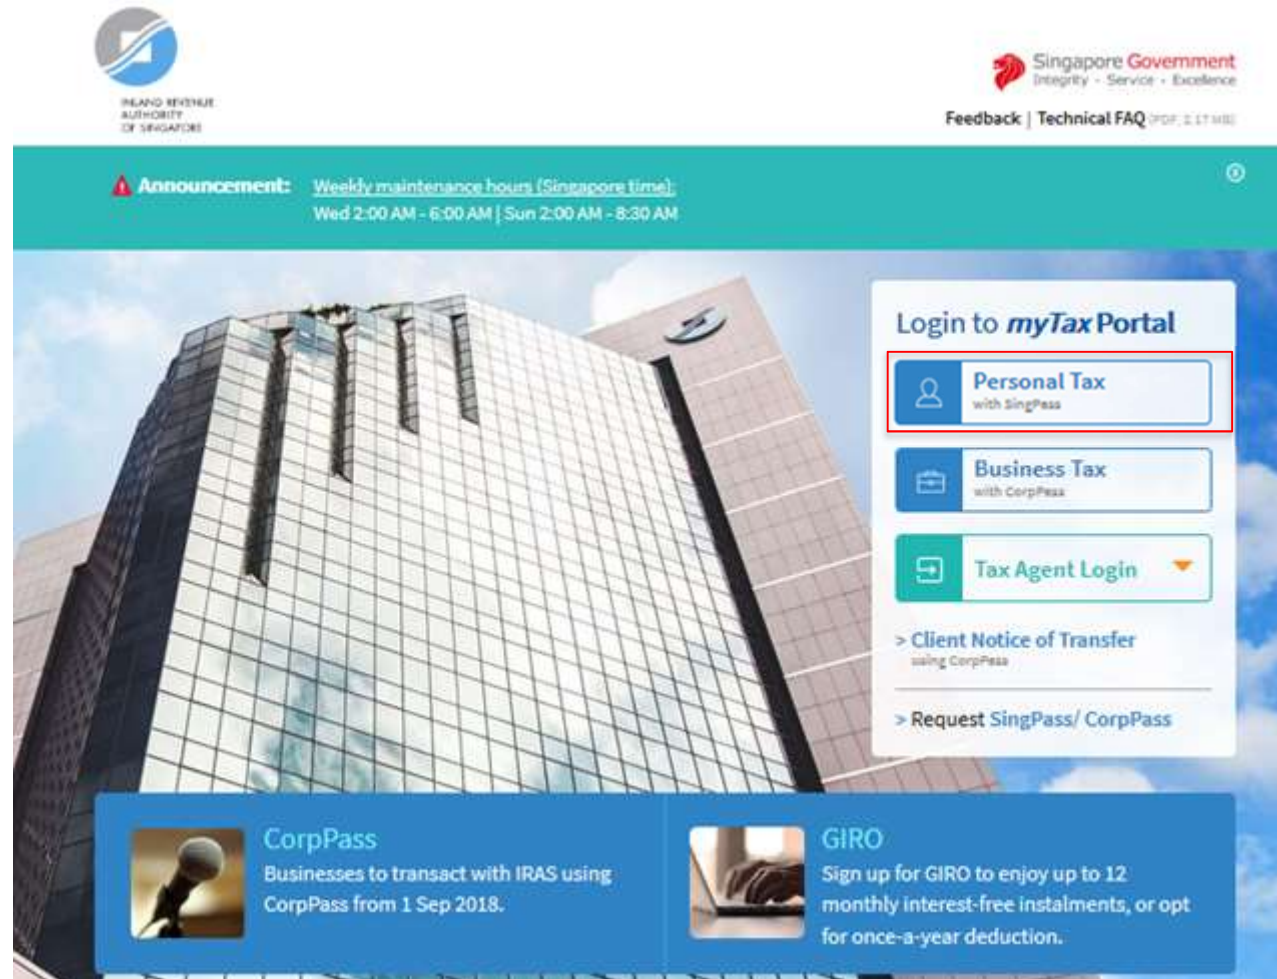 INLAND REVENUE
AUTHORITY
OF SINGAPORE
Singapore Government
Integrity · Service · Excellence
Feedback | Technical FAQ (PDF, 2.17 MB)
Announcement: Weekly maintenance hours (Singapore time):
Wed 2:00 AM - 6:00 AM | Sun 2:00 AM - 8:30 AM
Login to myTax Portal
Personal Tax
with SingPass
Business Tax
with CorpPass
Tax Agent Login
> Client Notice of Transfer
using CorpPass
> Request SingPass/ CorpPass
CorpPass
Businesses to transact with IRAS using
CorpPass from 1 Sep 2018.
GIRO
Sign up for GIRO to enjoy up to 12
monthly interest-free instalments, or opt
for once-a-year deduction.